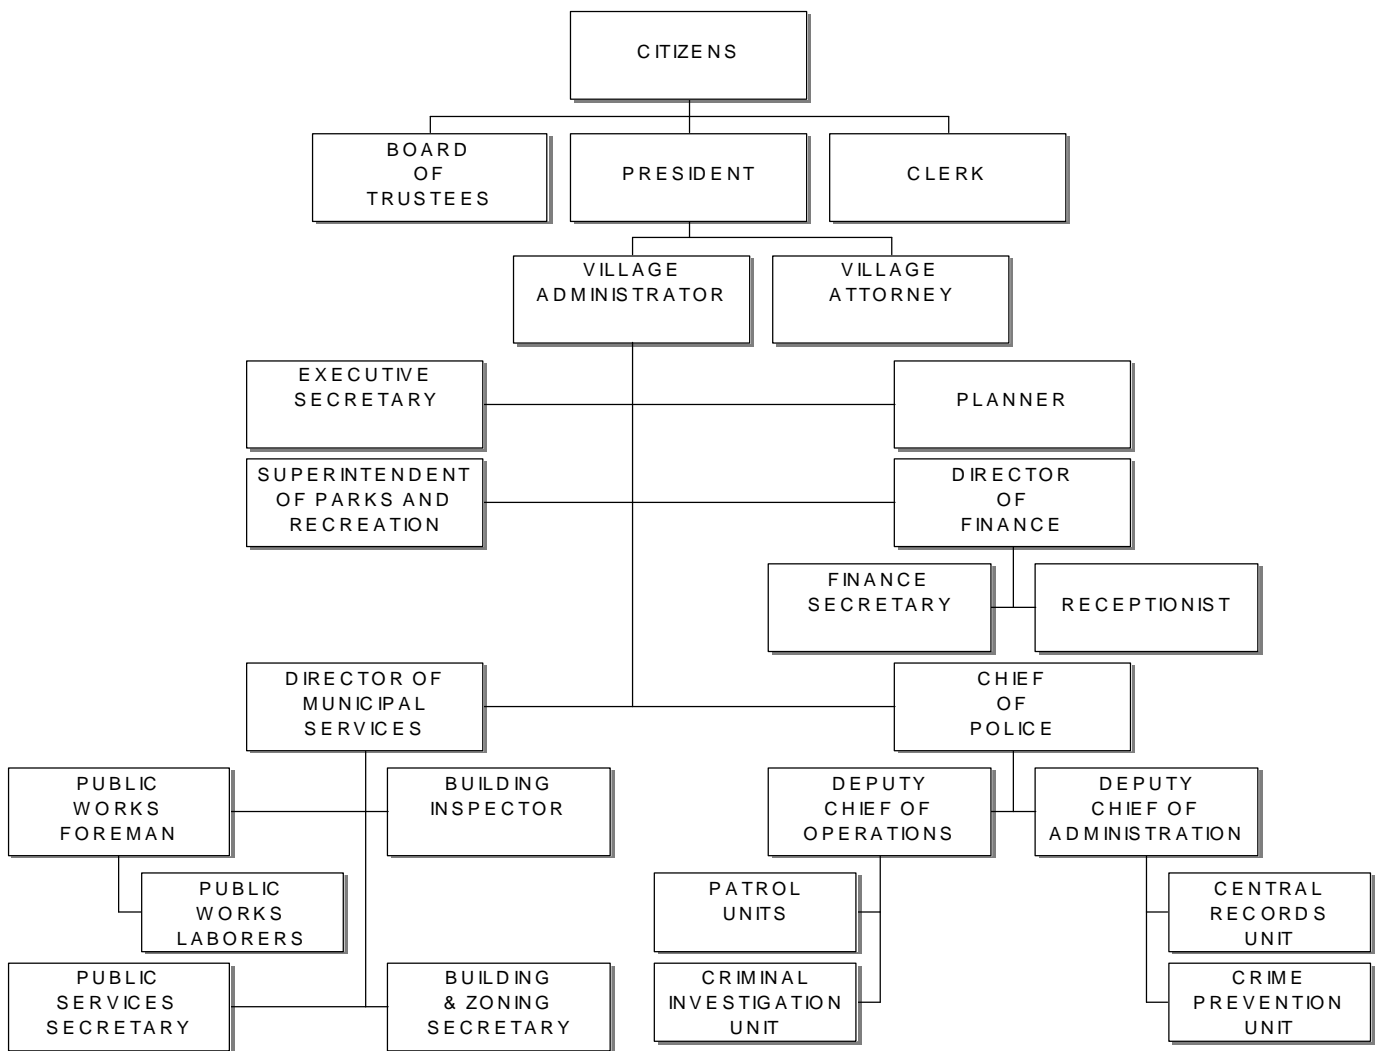 CITIZENS
BOARD
OF
TRUSTEES
PRESIDENT
CLERK
VILLAGE
ADMINISTRATOR
VILLAGE
ATTORNEY
EXECUTIVE
SECRETARY
PLANNER
SUPERINTENDENT
OF PARKS AND
RECREATION
DIRECTOR
OF
FINANCE
FINANCE
SECRETARY
RECEPTIONIST
DIRECTOR OF
MUNICIPAL
SERVICES
CHIEF
OF
POLICE
PUBLIC
WORKS
FOREMAN
BUILDING
INSPECTOR
DEPUTY
CHIEF OF
OPERATIONS
DEPUTY
CHIEF OF
ADMINISTRATION
PUBLIC
WORKS
LABORERS
PATROL
UNITS
CENTRAL
RECORDS
UNIT
PUBLIC
SERVICES
SECRETARY
BUILDING
& ZONING
SECRETARY
CRIMINAL
INVESTIGATION
UNIT
CRIME
PREVENTION
UNIT